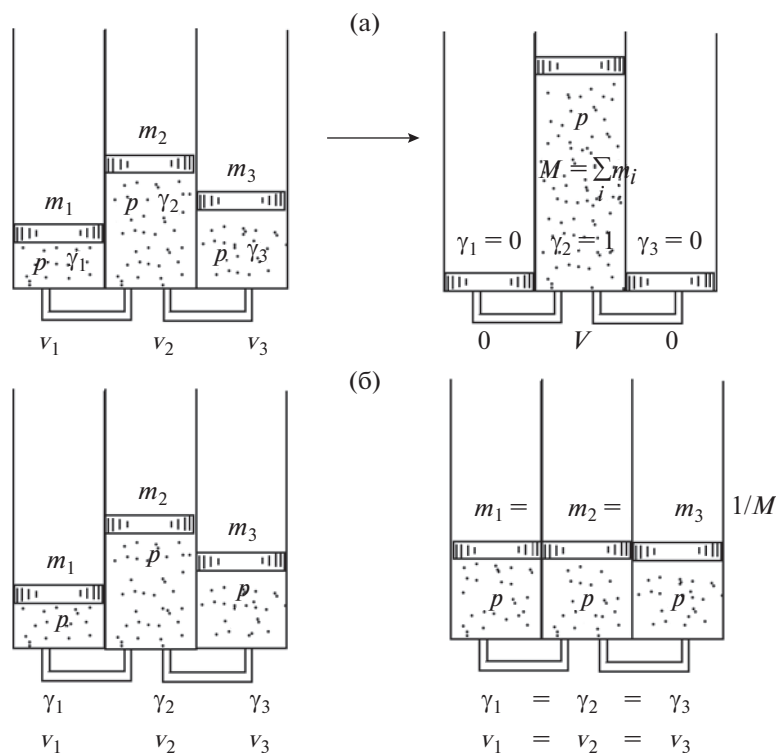 (а)
m₂
m₃
m₁
p γ₂
p γ₁
p γ₃
v₁ v₂ v₃
p
M = ∑ᵢ mᵢ
γ₁ = 0 γ₂ = 1 γ₃ = 0
0 V 0
(б)
m₂
m₃
m₁
p
p
p
γ₁ γ₂ γ₃
v₁ v₂ v₃
m₁ = m₂ = m₃ 1/M
p p p
γ₁ = γ₂ = γ₃
v₁ = v₂ = v₃